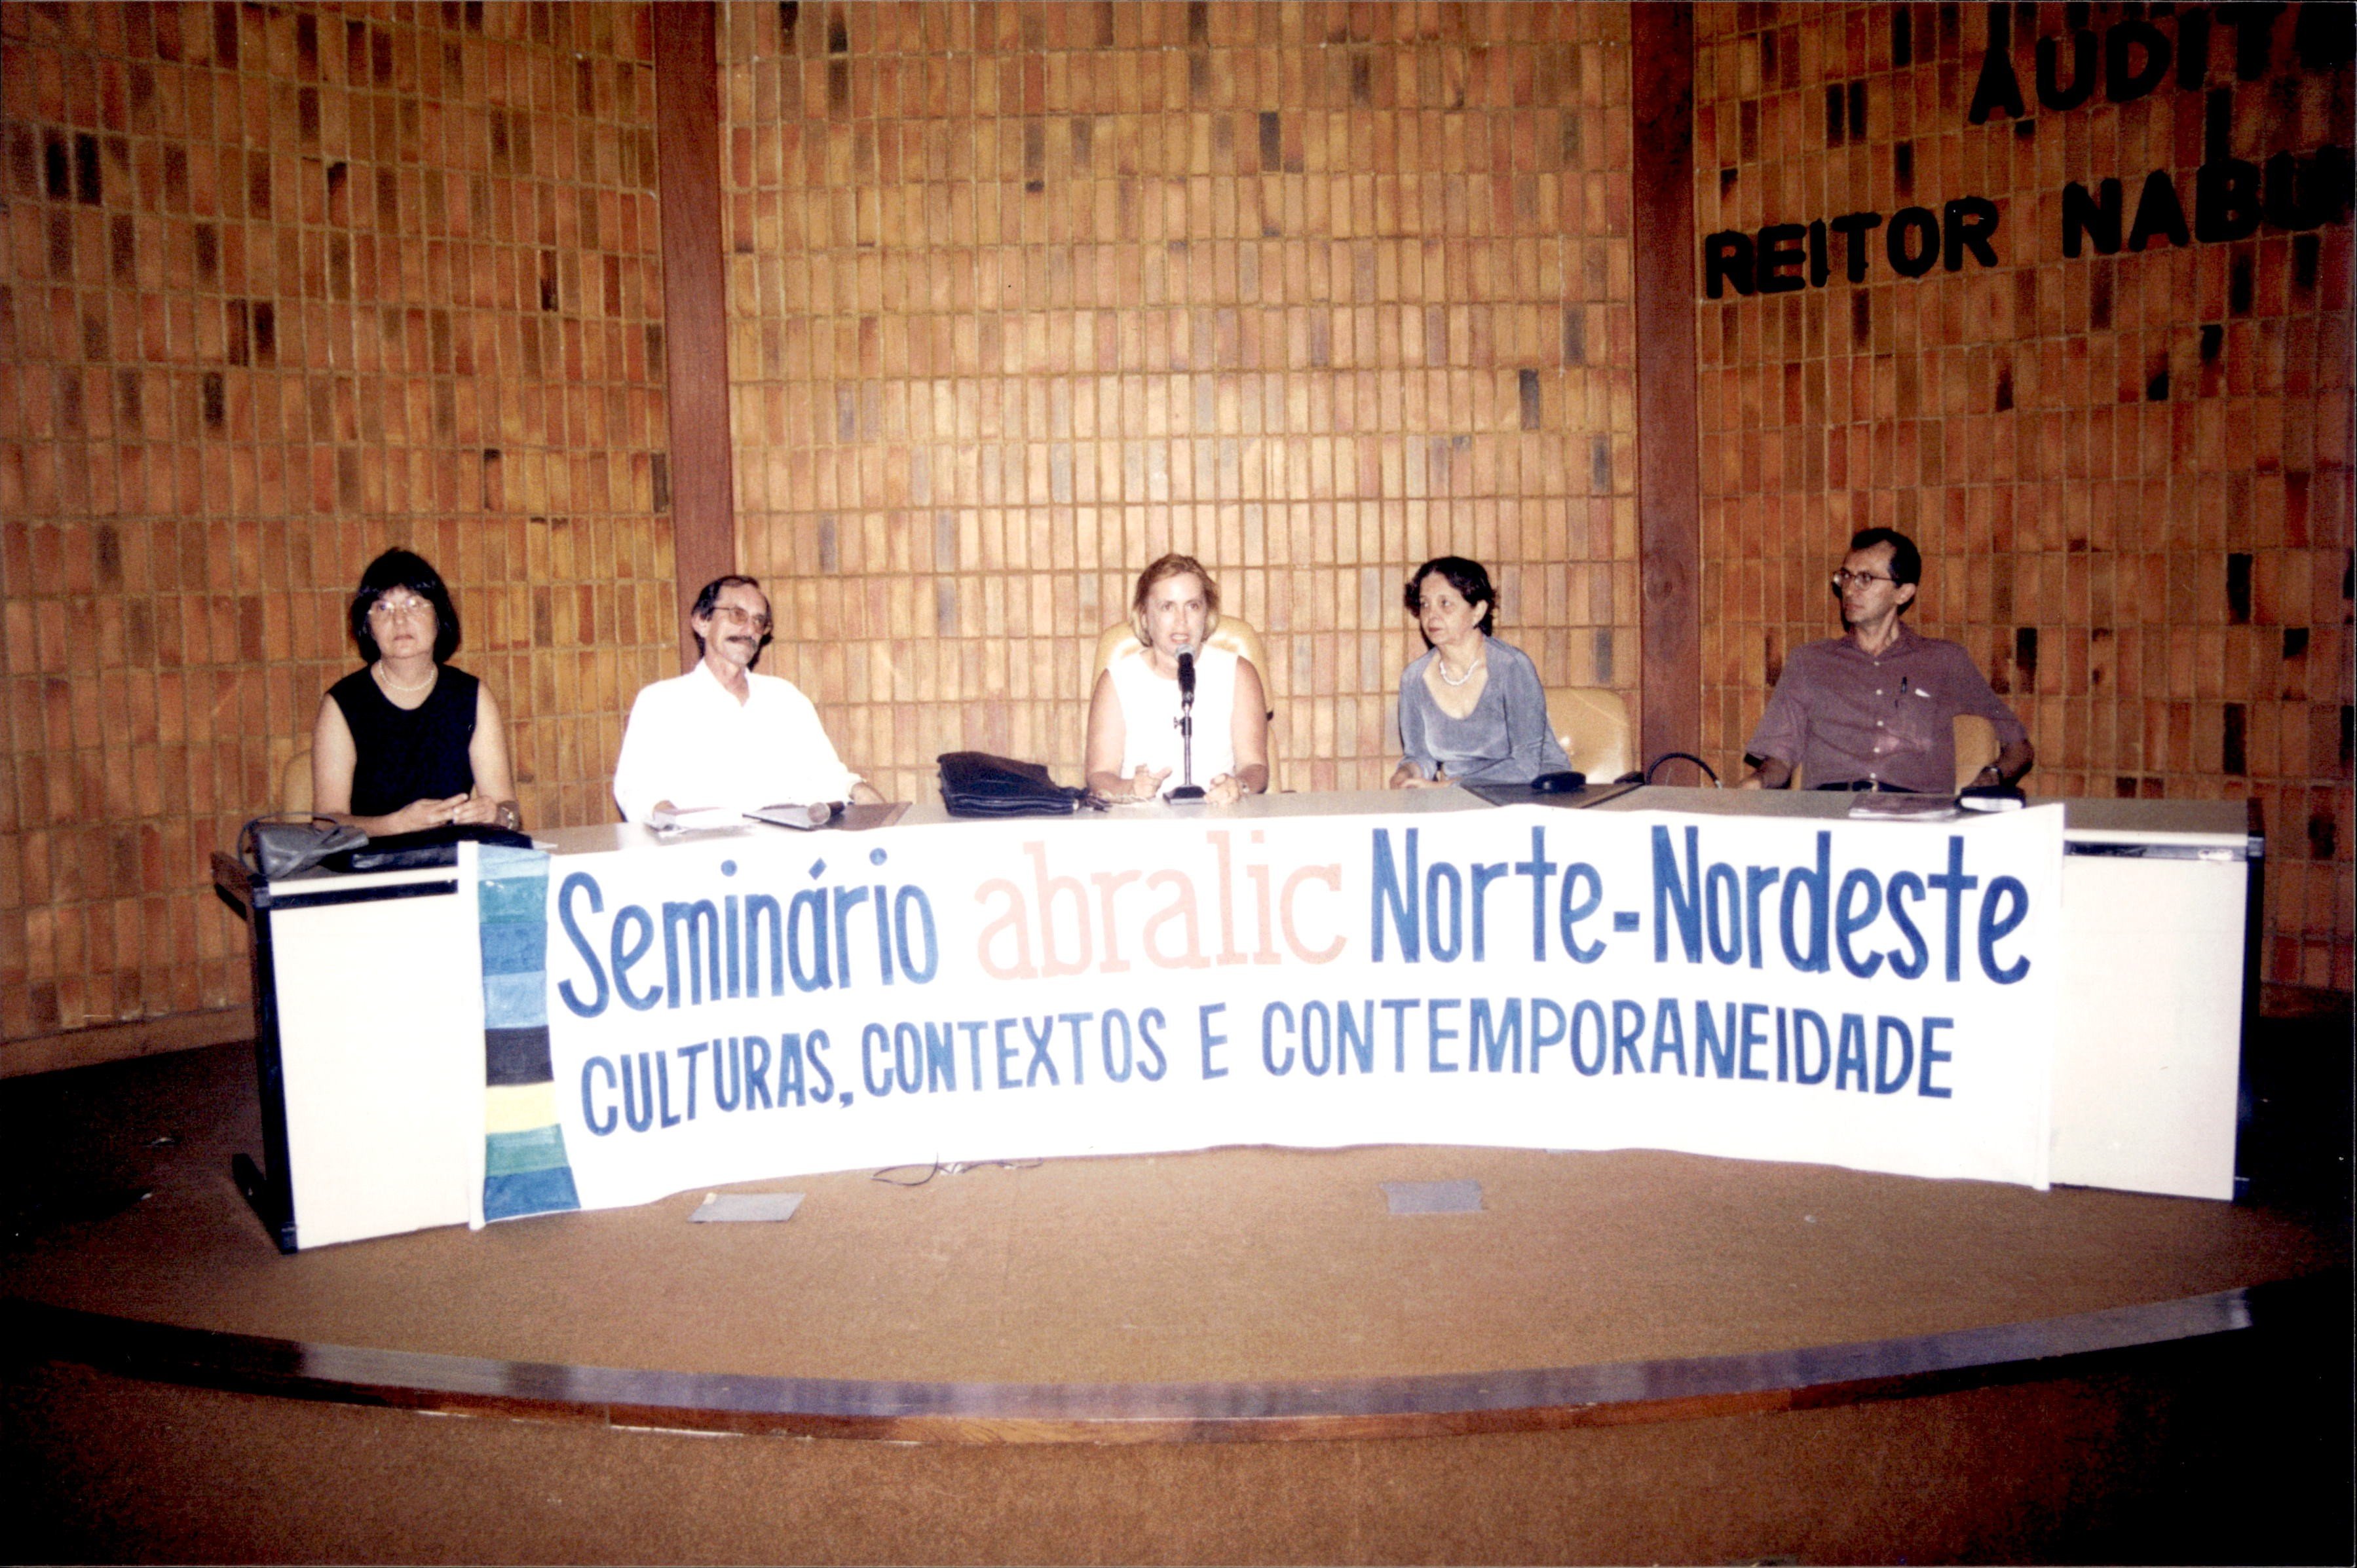 AUDIT
REITOR NABU
Seminário abralic Norte-Nordeste
CULTURAS, CONTEXTOS E CONTEMPORANEIDADE